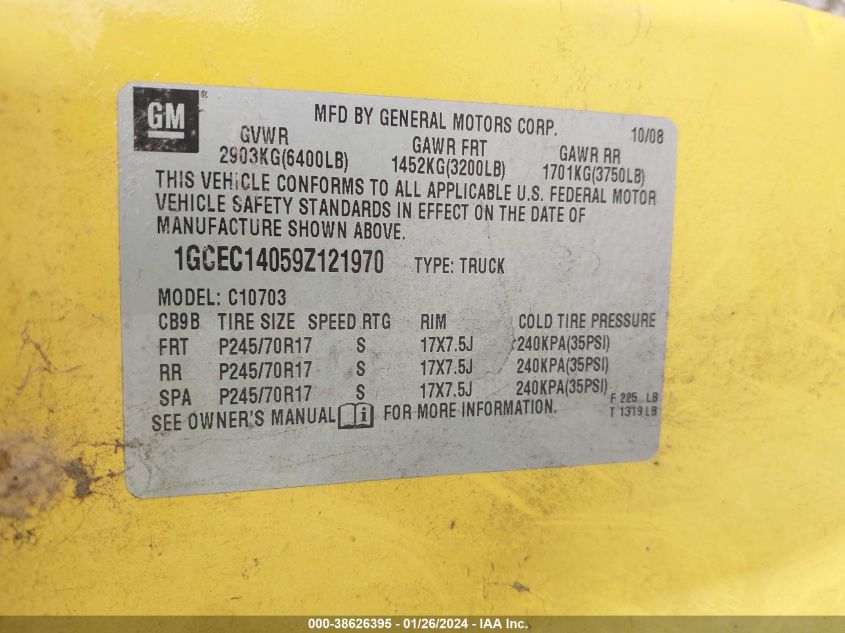 GM ®
MFD BY GENERAL MOTORS CORP. 10/08
GVWR GAWR FRT GAWR RR
2903KG(6400LB) 1452KG(3200LB) 1701KG(3750LB)
THIS VEHICLE CONFORMS TO ALL APPLICABLE U.S. FEDERAL MOTOR
VEHICLE SAFETY STANDARDS IN EFFECT ON THE DATE OF
MANUFACTURE SHOWN ABOVE.
1GCEC14059Z121970 TYPE: TRUCK
MODEL: C10703
CB9B TIRE SIZE SPEED RTG RIM COLD TIRE PRESSURE
FRT P245/70R17 S 17X7.5J 240KPA(35PSI)
RR P245/70R17 S 17X7.5J 240KPA(35PSI)
SPA P245/70R17 S 17X7.5J 240KPA(35PSI)
F 225 LB
T 1319 LB
SEE OWNER'S MANUAL i FOR MORE INFORMATION.
000-38626395 - 01/26/2024 - IAA Inc.